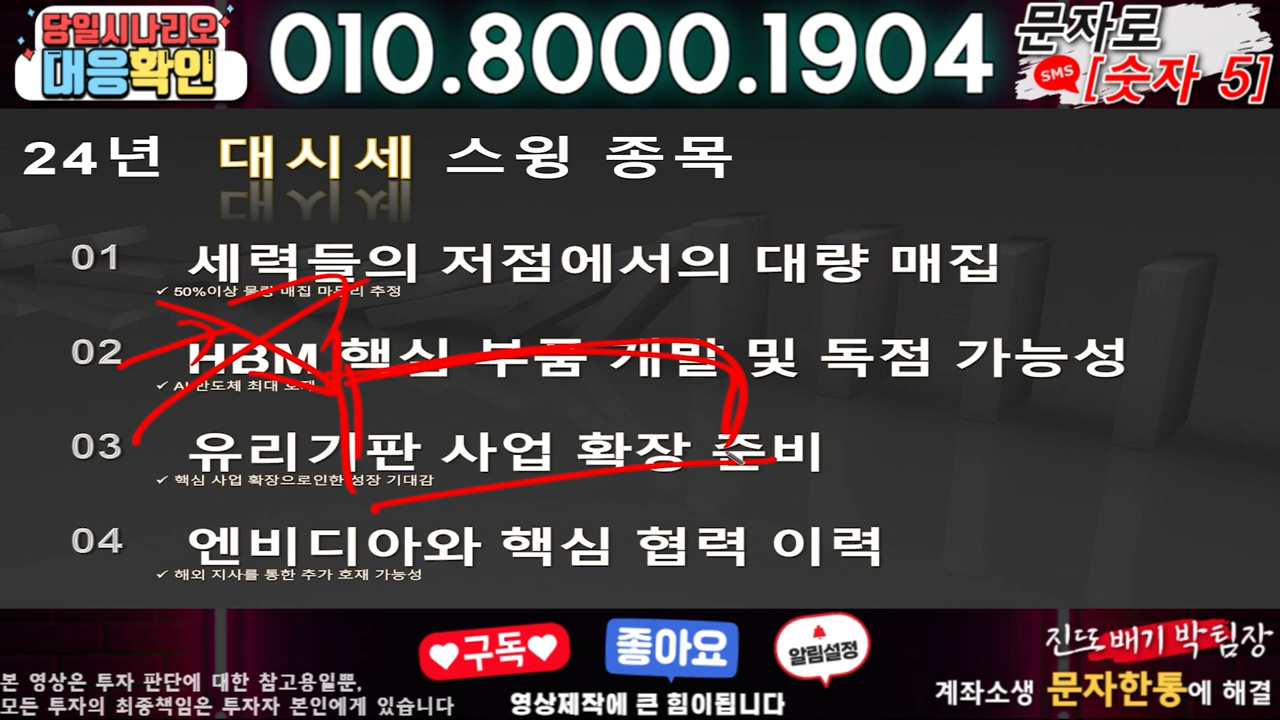 당일시나리오
대응확인
010.8000.1904
문자로
SMS [숫자 5]
24년 대시세 스윙 종목
01 세력들의 저점에서의 대량 매집
✓ 50%이상 물량 매집 마무리 추정
02 HBM 핵심 부품 개발 및 독점 가능성
✓ AI 반도체 최대 호재
03 유리기판 사업 확장 준비
✓ 핵심 사업 확장으로인한 성장 기대감
04 엔비디아와 핵심 협력 이력
✓ 해외 지사를 통한 추가 호재 가능성
구독
좋아요
알림설정
진또배기 박팀장
본 영상은 투자 판단에 대한 참고용일뿐,
모든 투자의 최종책임은 투자자 본인에게 있습니다
영상제작에 큰 힘이됩니다
계좌소생 문자한통에 해결